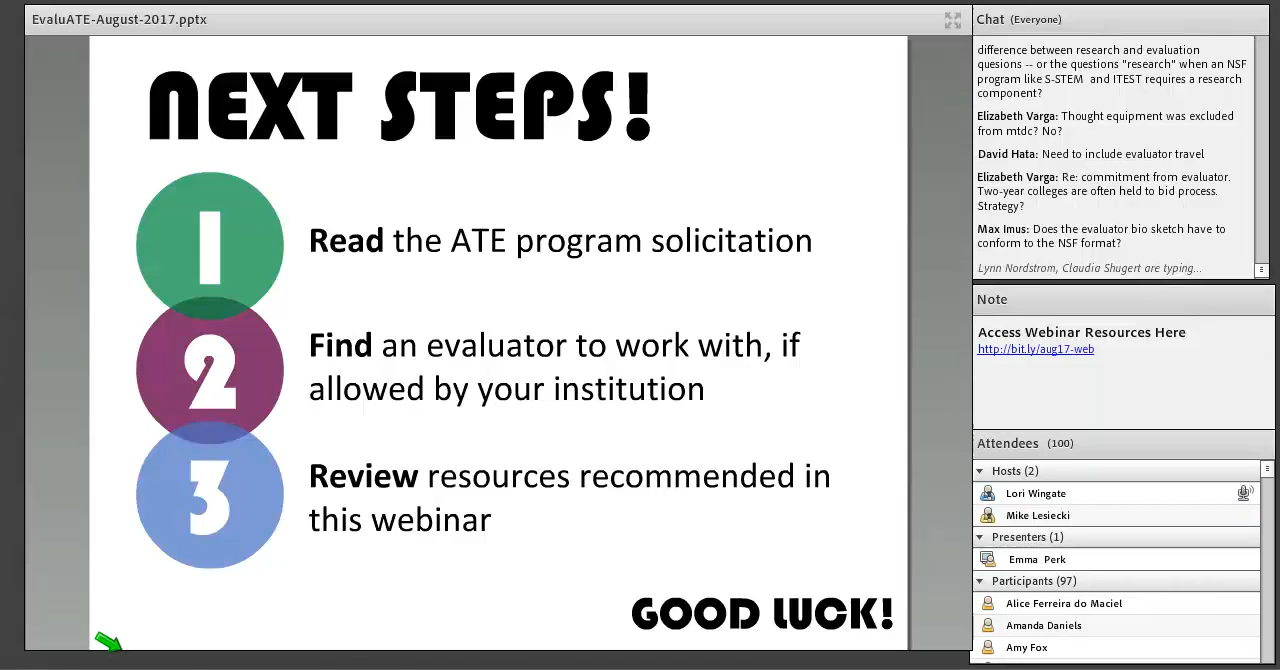 EvaluATE-August-2017.pptx
NEXT STEPS!
1
Read the ATE program solicitation
2
Find an evaluator to work with, if
allowed by your institution
3
Review resources recommended in
this webinar
GOOD LUCK!
Chat (Everyone)
difference between research and evaluation
quesions -- or the questions "research" when an NSF
program like S-STEM and ITEST requires a research
component?
Elizabeth Varga: Thought equipment was excluded
from mtdc? No?
David Hata: Need to include evaluator travel
Elizabeth Varga: Re: commitment from evaluator.
Two-year colleges are often held to bid process.
Strategy?
Max Imus: Does the evaluator bio sketch have to
conform to the NSF format?
Lynn Nordstrom, Claudia Shugert are typing...
Note
Access Webinar Resources Here
http://bit.ly/aug17-web
Attendees (100)
Hosts (2)
Lori Wingate
Mike Lesiecki
Presenters (1)
Emma Perk
Participants (97)
Alice Ferreira do Maciel
Amanda Daniels
Amy Fox